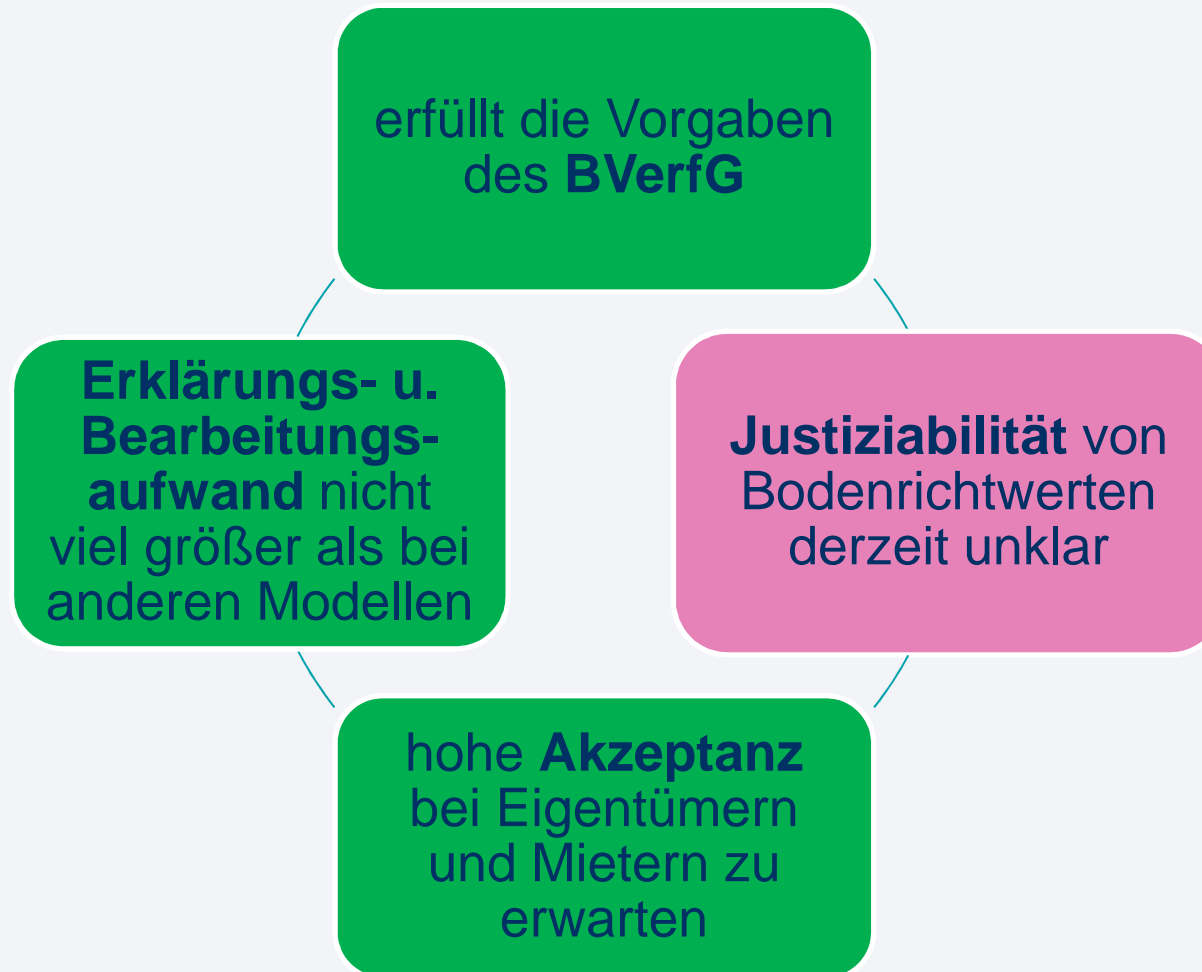 erfüllt die Vorgaben
des BVerfG
Erklärungs- u.
Bearbeitungs-
aufwand nicht
viel größer als bei
anderen Modellen
Justiziabilität von
Bodenrichtwerten
derzeit unklar
hohe Akzeptanz
bei Eigentümern
und Mietern zu
erwarten